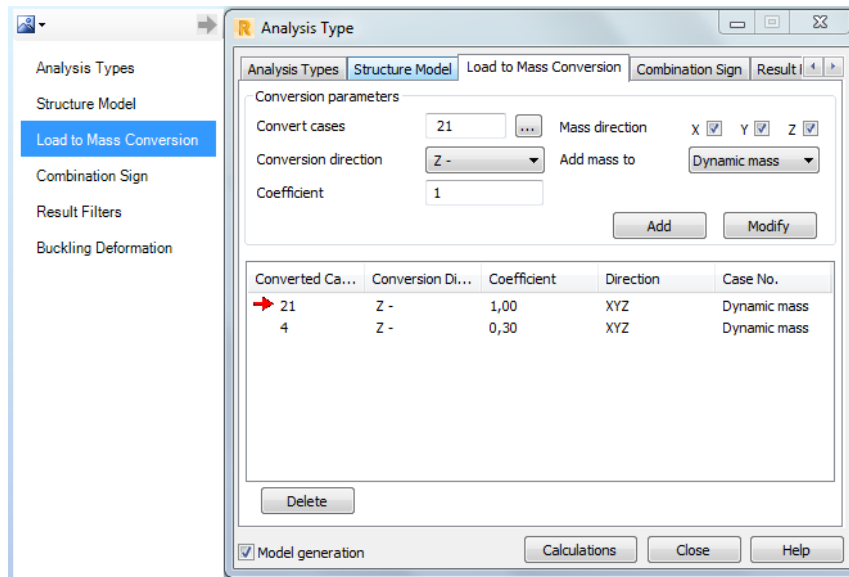 Analysis Types
Structure Model
Load to Mass Conversion
Combination Sign
Result Filters
Buckling Deformation
R Analysis Type
Analysis Types Structure Model Load to Mass Conversion Combination Sign Result
Conversion parameters
Convert cases 21 ... Mass direction X Y Z
Conversion direction Z - Add mass to Dynamic mass
Coefficient 1
Add Modify
Converted Ca... Conversion Di... Coefficient Direction Case No.
21 Z - 1,00 XYZ Dynamic mass
4 Z - 0,30 XYZ Dynamic mass
Delete
Model generation Calculations Close Help